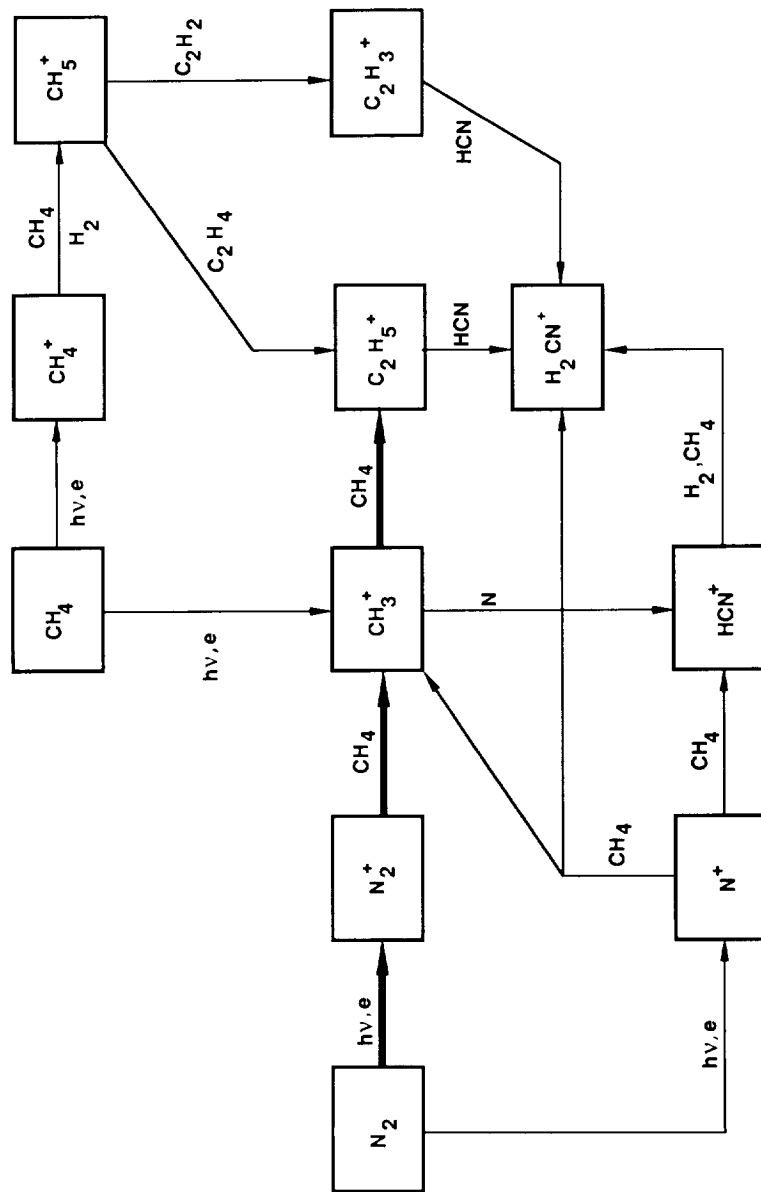 CH₄
hν,e
CH₄⁺
CH₄
H₂
CH₅⁺
hν,e
C₂H₄
C₂H₂
N₂
hν,e
N₂⁺
CH₄
CH₃⁺
CH₄
C₂H₅⁺
C₂H₃⁺
N
HCN
HCN
CH₄
H₂CN⁺
hν,e
N⁺
CH₄
HCN⁺
H₂,CH₄